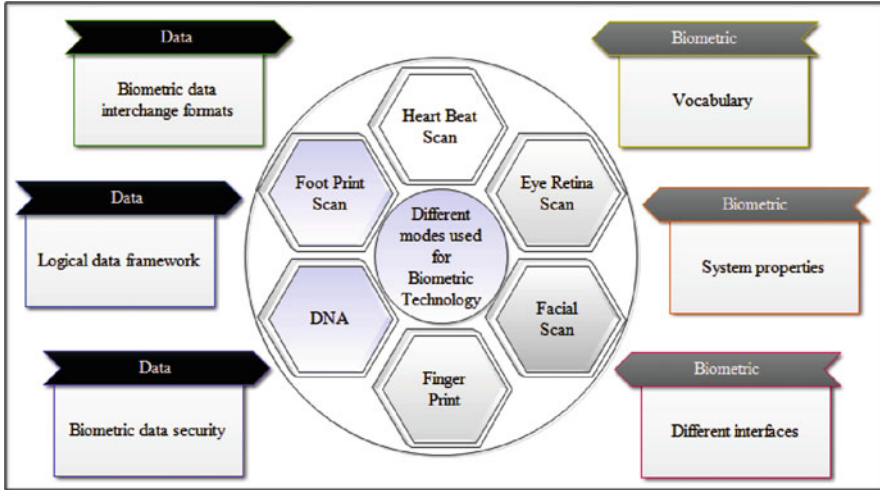 Data
Biometric data
interchange formats
Data
Logical data framework
Data
Biometric data security
Heart Beat
Scan
Foot Print
Scan
Eye Retina
Scan
Different
modes used
for
Biometric
Technology
DNA
Facial
Scan
Finger
Print
Biometric
Vocabulary
Biometric
System properties
Biometric
Different interfaces